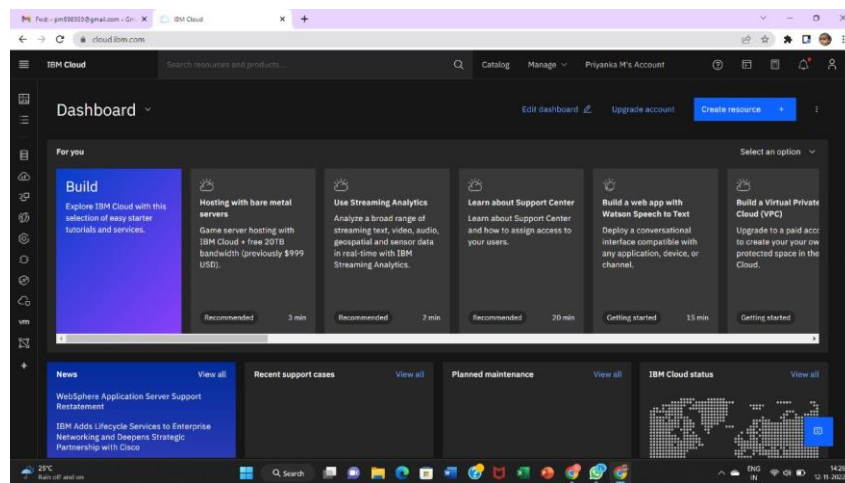 IBM Cloud
cloud.ibm.com
IBM Cloud
Search resources and products...
Catalog
Manage
Priyanka M's Account
Dashboard
Edit dashboard
Upgrade account
Create resource +
For you
Select an option
Build
Explore IBM Cloud with this
selection of easy starter
tutorials and services.
Hosting with bare metal
servers
Game server hosting with
IBM Cloud + free 20TB
bandwidth (previously $999
USD).
Recommended 3 min
Use Streaming Analytics
Analyze a broad range of
streaming text, video, audio,
geospatial and sensor data
in real-time with IBM
Streaming Analytics.
Recommended 2 min
Learn about Support Center
Learn about Support Center
and how to assign access to
your users.
Recommended 20 min
Build a web app with
Watson Speech to Text
Deploy a conversational
interface compatible with
any application, device, or
channel.
Getting started 15 min
Build a Virtual Private
Cloud (VPC)
Upgrade to a paid acco
to create your your ow
protected space in the
Cloud.
Getting started
vm
News View all
WebSphere Application Server Support
Restatement
IBM Adds Lifecycle Services to Enterprise
Networking and Deepens Strategic
Partnership with Cisco
Recent support cases View all
Planned maintenance View all
IBM Cloud status View all
25°C
Rain off and on
Search
ENG
IN
14:26
12-11-2022